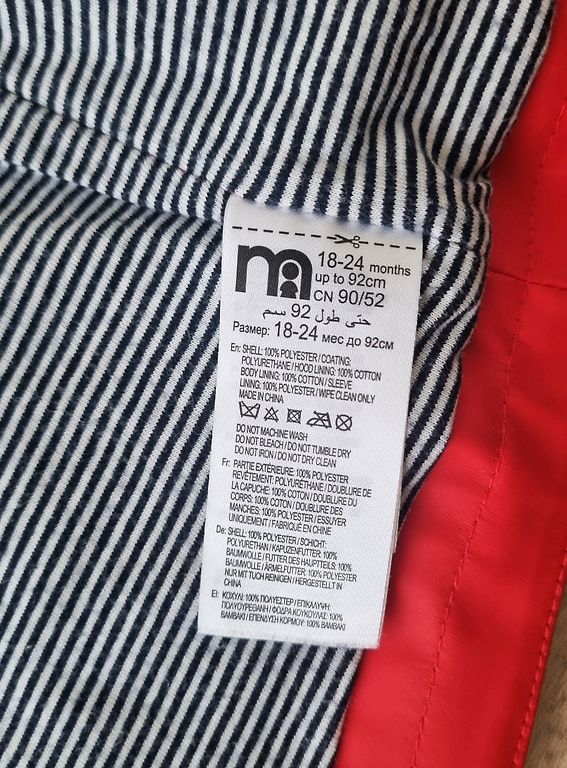 m
18-24 months
up to 92cm
CN 90/52
حتى طول 92 سم
Размер: 18-24 мес до 92см
En: SHELL: 100% POLYESTER / COATING:
POLYURETHANE / HOOD LINING: 100% COTTON
BODY LINING: 100% COTTON / SLEEVE
LINING: 100% POLYESTER / WIPE CLEAN ONLY
MADE IN CHINA
DO NOT MACHINE WASH
DO NOT BLEACH / DO NOT TUMBLE DRY
DO NOT IRON / DO NOT DRY CLEAN
Fr: PARTIE EXTÉRIEURE: 100% POLYESTER
REVÊTEMENT: POLYURÉTHANE / DOUBLURE DE
LA CAPUCHE: 100% COTON / DOUBLURE DU
CORPS: 100% COTON / DOUBLURE DES
MANCHES: 100% POLYESTER / ESSUYER
UNIQUEMENT / FABRIQUÉ EN CHINE
De: SHELL: 100% POLYESTER / SCHICHT:
POLYURETHAN / KAPUZENFUTTER: 100%
BAUMWOLLE / FUTTER DES HAUPTTEILS: 100%
BAUMWOLLE / ÄRMELFUTTER: 100% POLYESTER
NUR MIT TUCH REINIGEN / HERGESTELLT IN
CHINA
El: ΚΟΧΥΛΙ: 100% ΠΟΛΥΕΣΤΕΡ / ΕΠΙΚΑΛΥΨΗ:
ΠΟΛΥΟΥΡΕΘΑΝΗ / ΦΟΔΡΑ ΚΟΥΚΟΥΛΑΣ: 100%
ΒΑΜΒΑΚΙ / ΕΠΕΝΔΥΣΗ ΚΟΡΜΟΥ: 100% ΒΑΜΒΑΚΙ